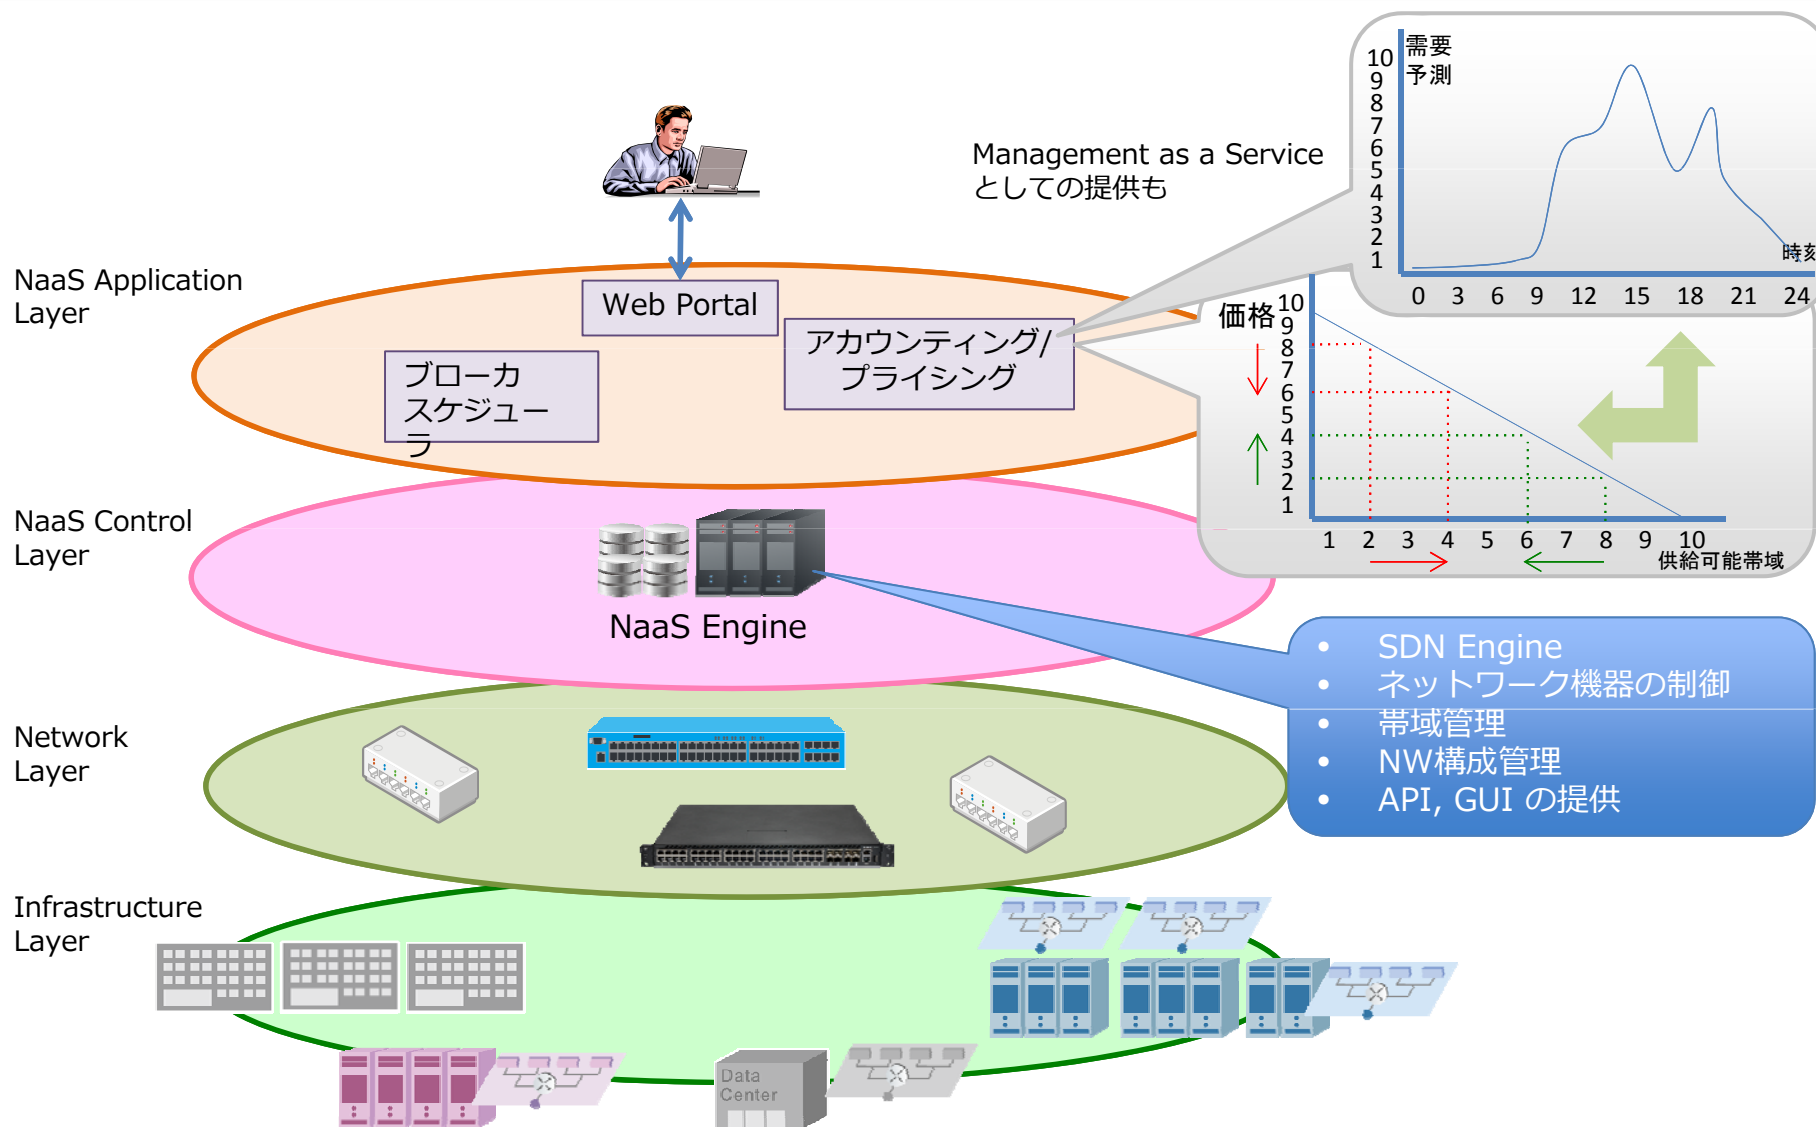 Management as a Service
としての提供も
需要
予測
10
9
8
7
6
5
4
3
2
1
時刻
0 3 6 9 12 15 18 21 24
NaaS Application
Layer
Web Portal
アカウンティング/
プライシング
ブローカ
スケジュー
ラ
価格
10
9
8
7
6
5
4
3
2
1
1 2 3 4 5 6 7 8 9 10
供給可能帯域
NaaS Control
Layer
NaaS Engine
• SDN Engine
• ネットワーク機器の制御
• 帯域管理
• NW構成管理
• API, GUI の提供
Network
Layer
Infrastructure
Layer
Data
Center